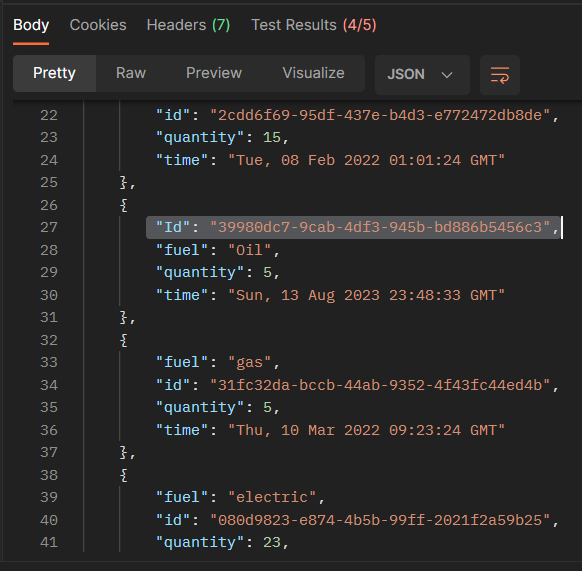 Body Cookies Headers (7) Test Results (4/5)
Pretty Raw Preview Visualize JSON
22 "id": "2cdd6f69-95df-437e-b4d3-e772472db8de",
23 "quantity": 15,
24 "time": "Tue, 08 Feb 2022 01:01:24 GMT"
25 },
26 {
27 "Id": "39980dc7-9cab-4df3-945b-bd886b5456c3",
28 "fuel": "Oil",
29 "quantity": 5,
30 "time": "Sun, 13 Aug 2023 23:48:33 GMT"
31 },
32 {
33 "fuel": "gas",
34 "id": "31fc32da-bccb-44ab-9352-4f43fc44ed4b",
35 "quantity": 5,
36 "time": "Thu, 10 Mar 2022 09:23:24 GMT"
37 },
38 {
39 "fuel": "electric",
40 "id": "080d9823-e874-4b5b-99ff-2021f2a59b25",
41 "quantity": 23,